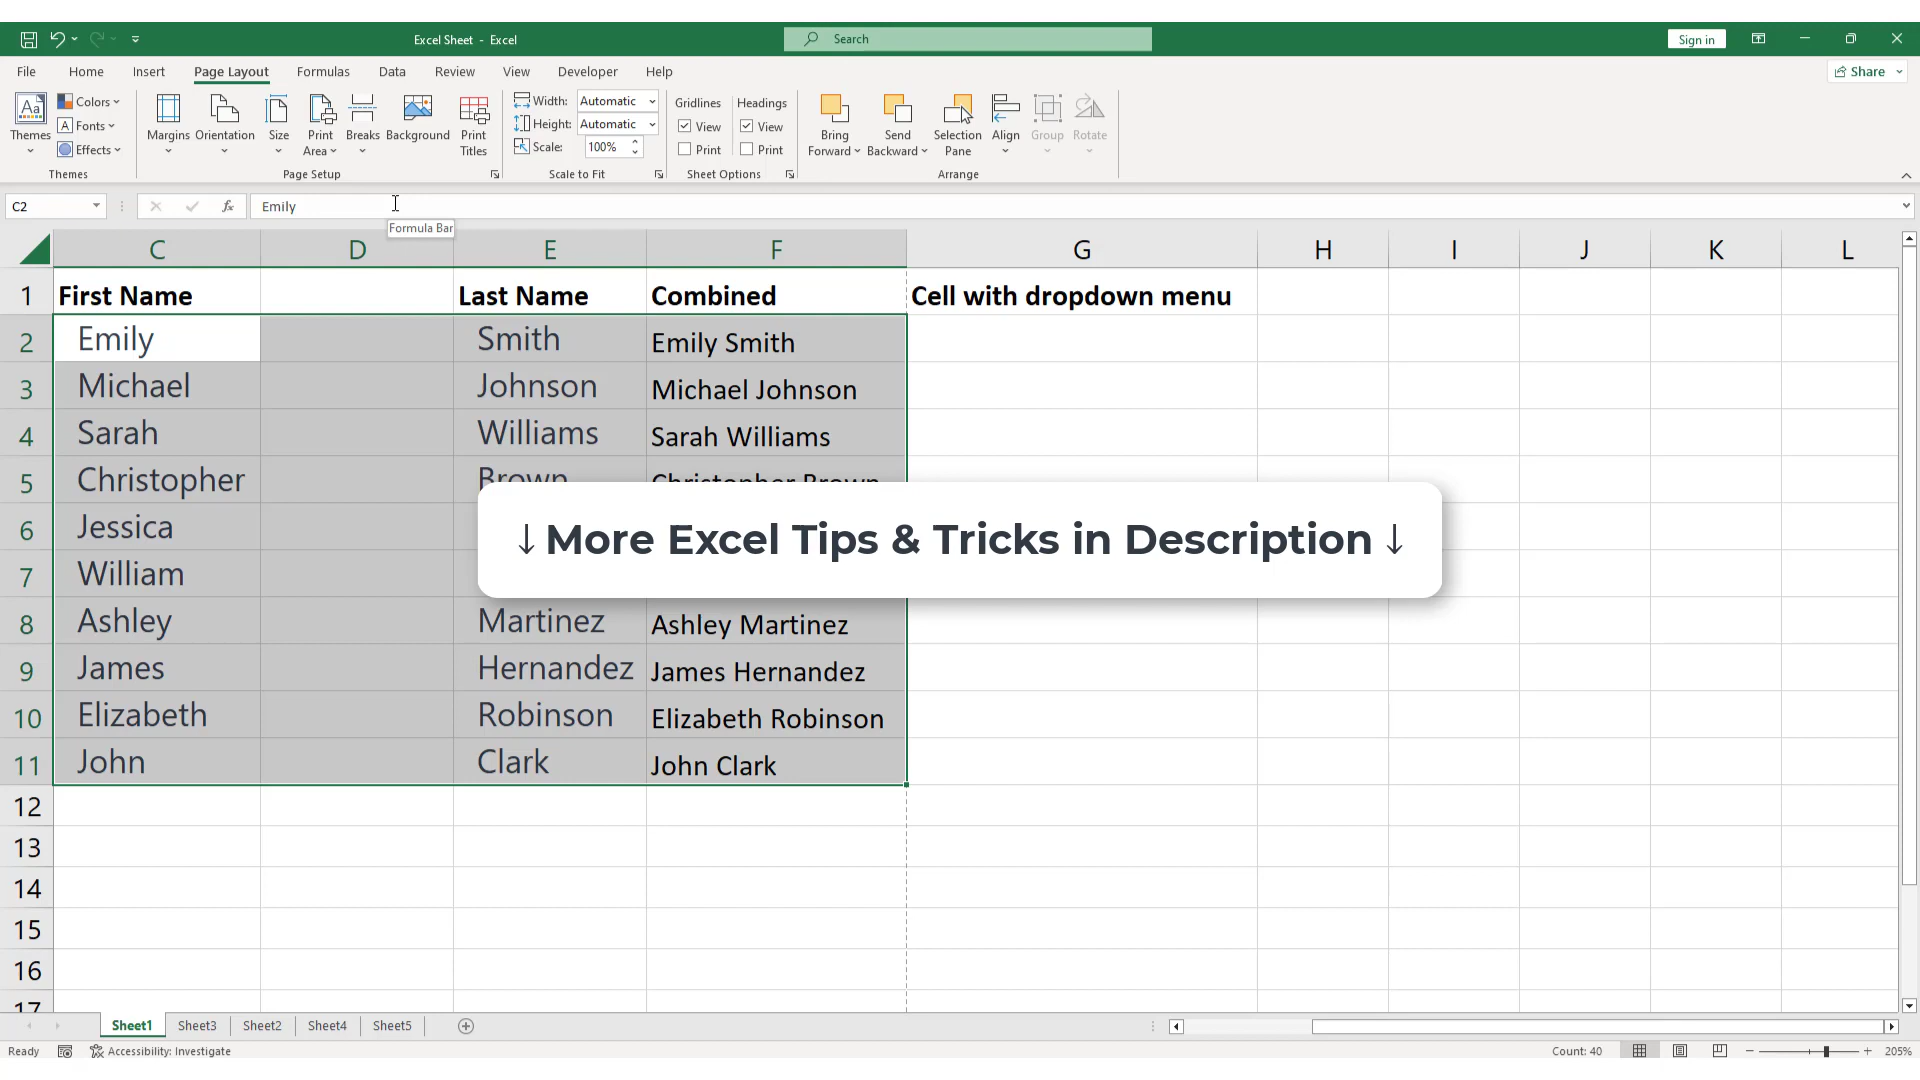 Excel Sheet - Excel
Search
Sign in
File Home Insert Page Layout Formulas Data Review View Developer Help
Share
Themes
Colors
Fonts
Effects
Themes
Margins
Orientation
Size
Print Area
Breaks
Background
Print Titles
Page Setup
Width: Automatic
Height: Automatic
Scale: 100%
Scale to Fit
Gridlines Headings
View View
Print Print
Sheet Options
Bring Forward
Send Backward
Selection Pane
Align
Group
Rotate
Arrange
C2 fx Emily
Formula Bar
C D E F G H I J K L
1 First Name Last Name Combined Cell with dropdown menu
2 Emily Smith Emily Smith
3 Michael Johnson Michael Johnson
4 Sarah Williams Sarah Williams
5 Christopher Brown Christopher Brown
6 Jessica
↓ More Excel Tips & Tricks in Description ↓
7 William
8 Ashley Martinez Ashley Martinez
9 James Hernandez James Hernandez
10 Elizabeth Robinson Elizabeth Robinson
11 John Clark John Clark
12
13
14
15
16
17
Sheet1 Sheet3 Sheet2 Sheet4 Sheet5
Ready Accessibility: Investigate Count: 40 205%